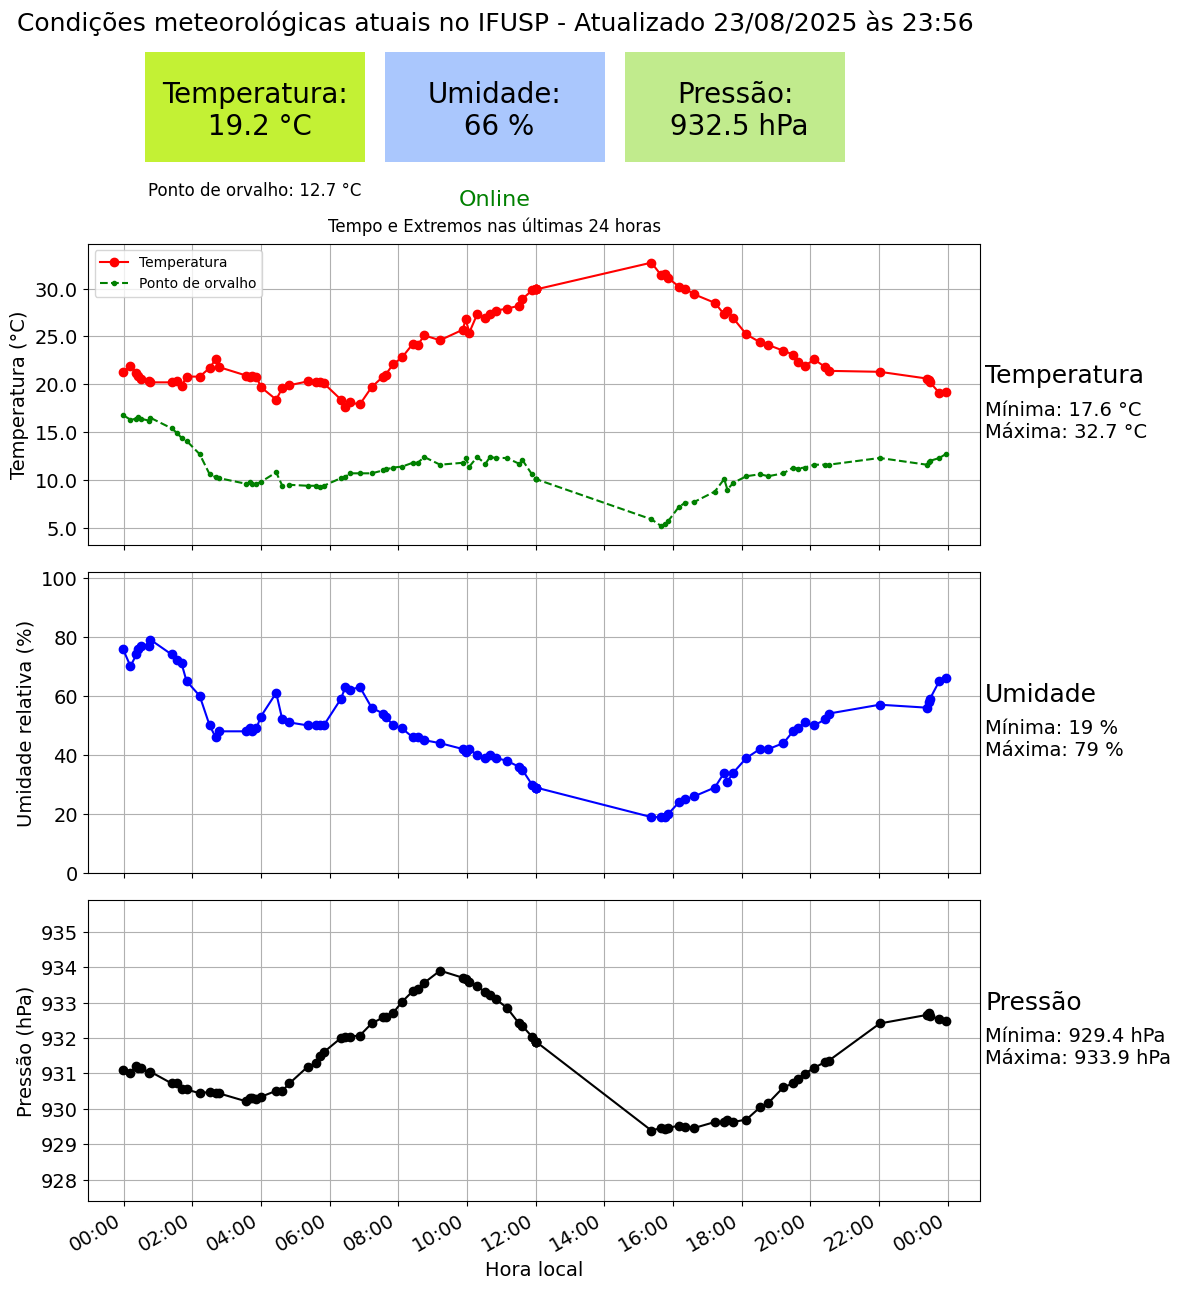 Condições meteorológicas atuais no IFUSP - Atualizado 23/08/2025 às 23:56
Temperatura:
19.2 °C
Umidade:
66 %
Pressão:
932.5 hPa
Ponto de orvalho: 12.7 °C
Online
Tempo e Extremos nas últimas 24 horas
Temperatura
Ponto de orvalho
Temperatura (°C)
30.0
25.0
20.0
15.0
10.0
5.0
Temperatura
Mínima: 17.6 °C
Máxima: 32.7 °C
Umidade relativa (%)
100
80
60
40
20
0
Umidade
Mínima: 19 %
Máxima: 79 %
Pressão (hPa)
935
934
933
932
931
930
929
928
Pressão
Mínima: 929.4 hPa
Máxima: 933.9 hPa
00:00 02:00 04:00 06:00 08:00 10:00 12:00 14:00 16:00 18:00 20:00 22:00 00:00
Hora local